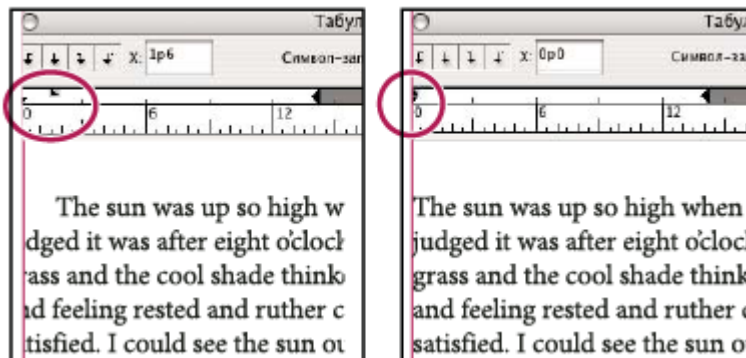 Табул
X: 1p6
Символ-зап
0 6 12
The sun was up so high w
dged it was after eight o'clock
rass and the cool shade think
nd feeling rested and ruther c
tisfied. I could see the sun ou
Табу
X: 0p0
Символ-за
0 6 12
The sun was up so high when
judged it was after eight o'cloc
grass and the cool shade think
and feeling rested and ruther
satisfied. I could see the sun o